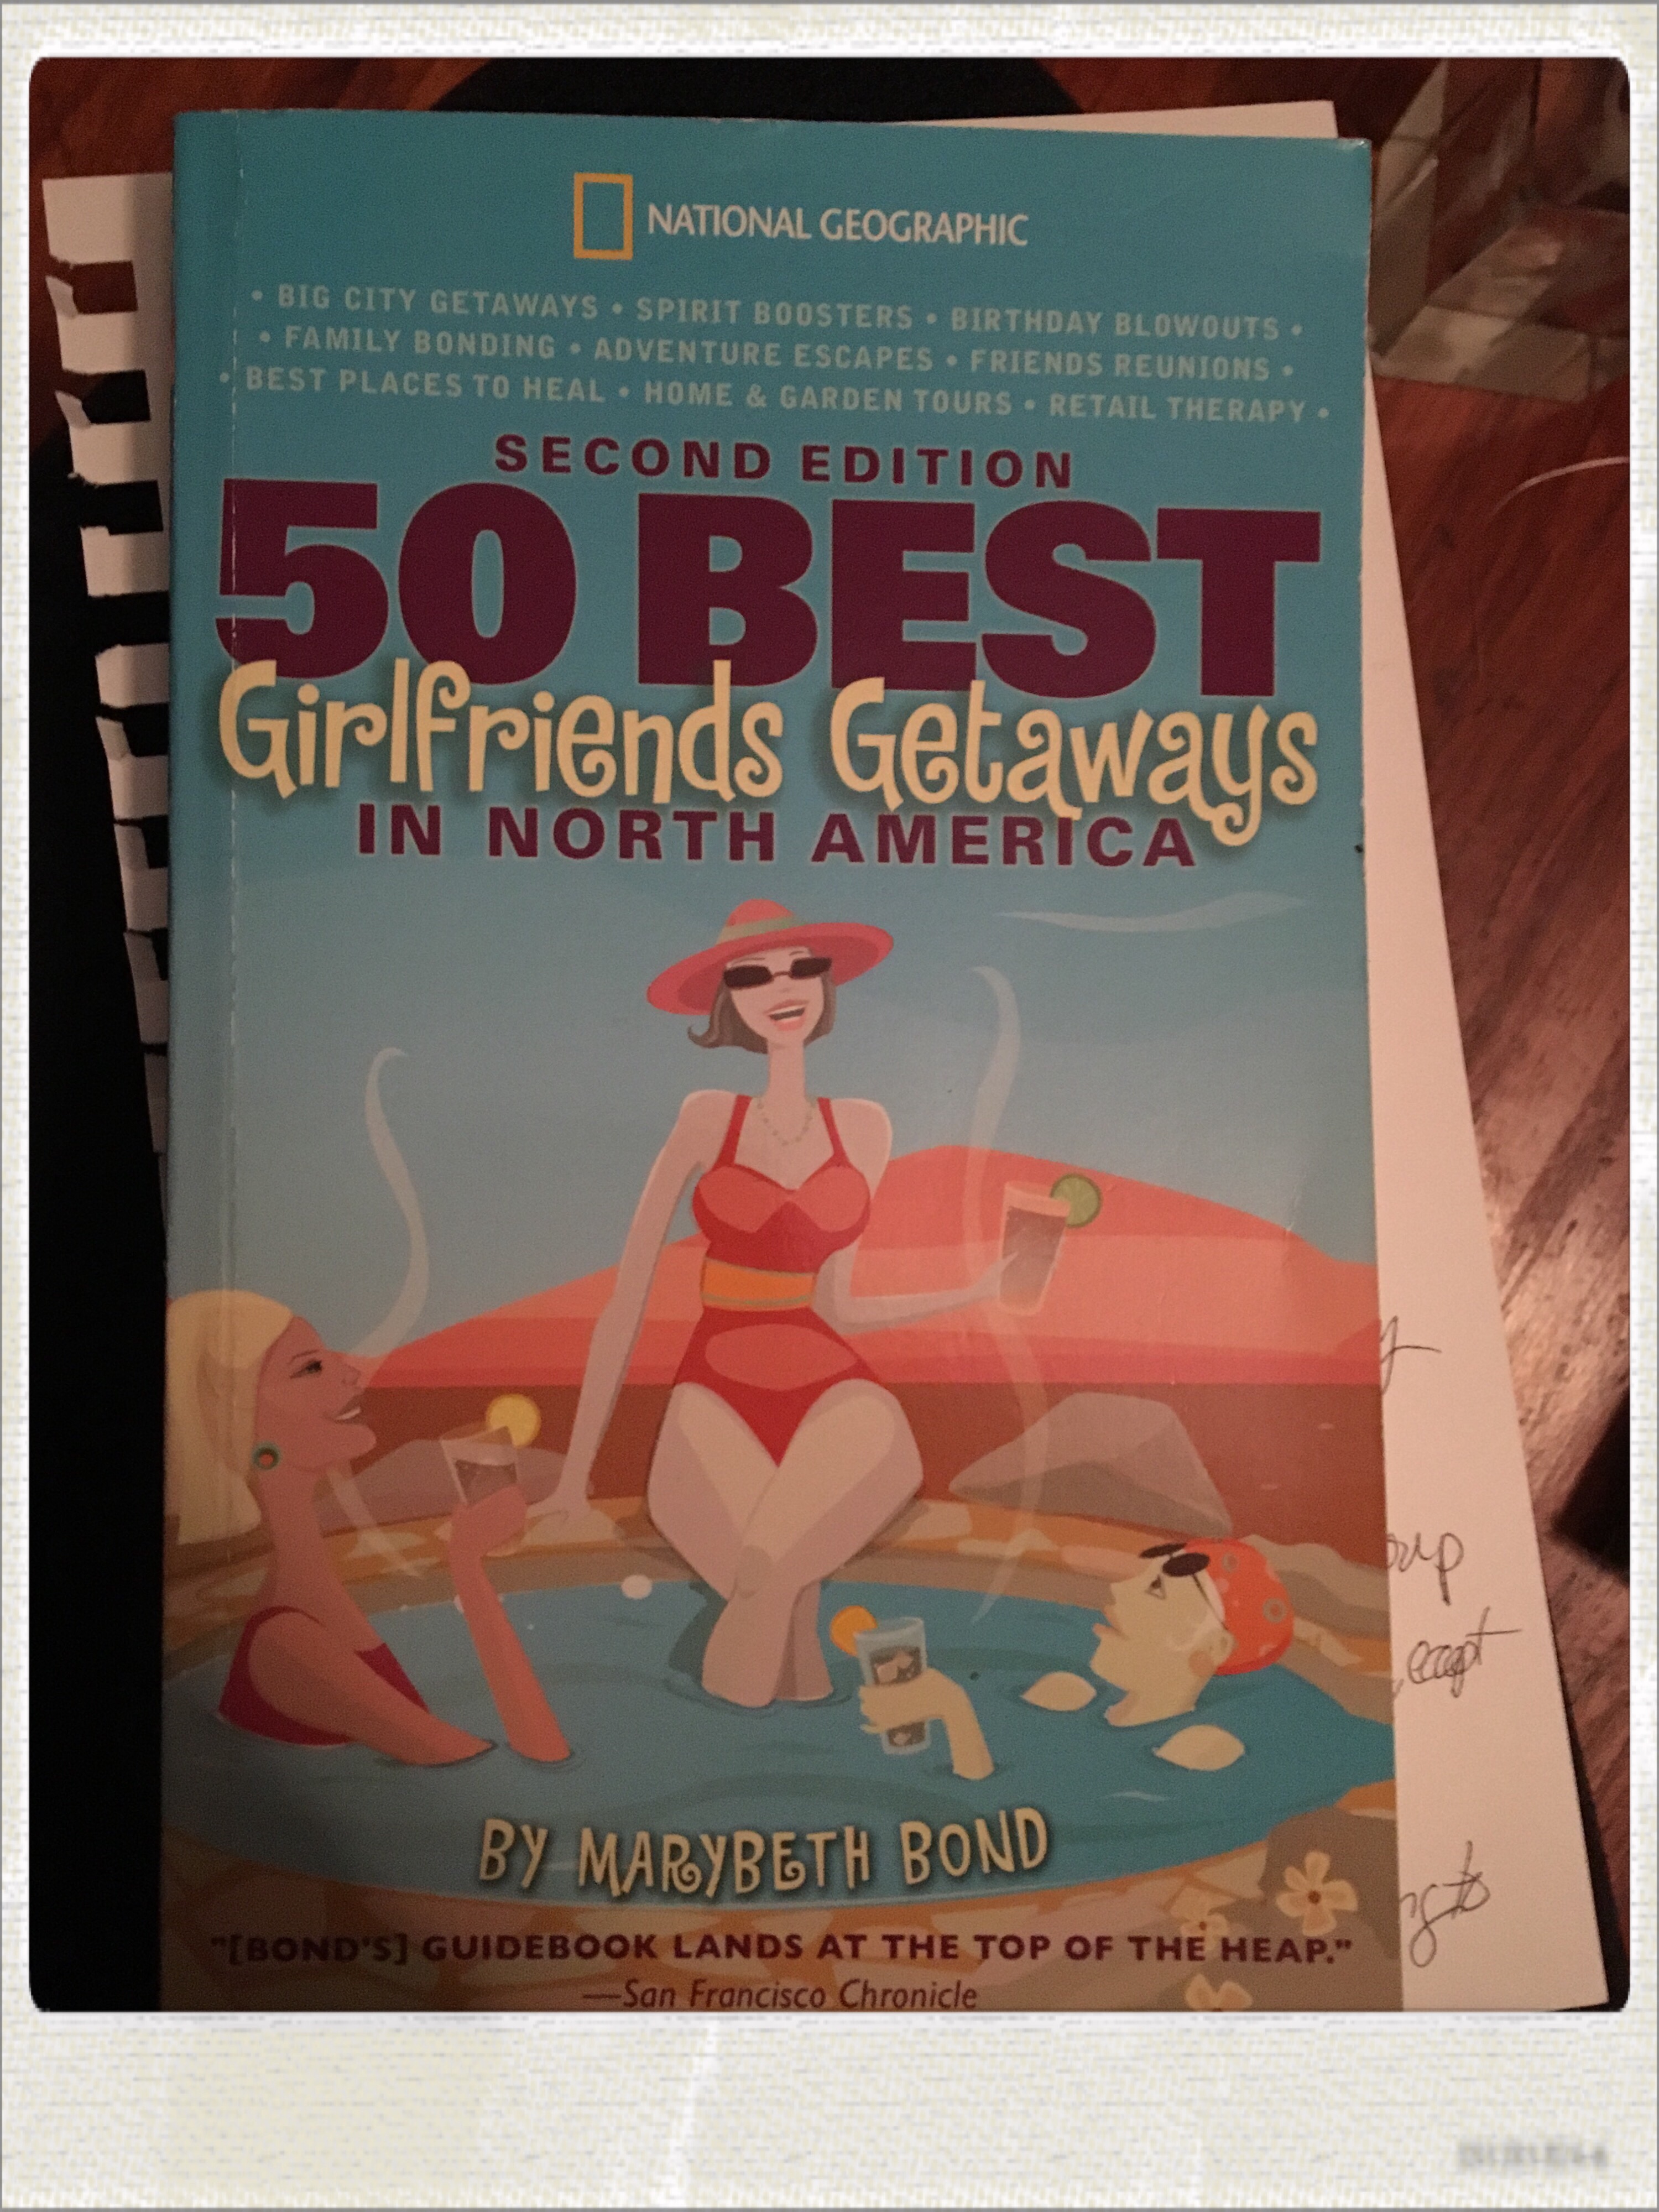 NATIONAL GEOGRAPHIC
• BIG CITY GETAWAYS • SPIRIT BOOSTERS • BIRTHDAY BLOWOUTS •
• FAMILY BONDING • ADVENTURE ESCAPES • FRIENDS REUNIONS •
• BEST PLACES TO HEAL • HOME & GARDEN TOURS • RETAIL THERAPY •
SECOND EDITION
50 BEST
Girlfriends Getaways
IN NORTH AMERICA
BY MARYBETH BOND
"[BOND'S] GUIDEBOOK LANDS AT THE TOP OF THE HEAP."
—San Francisco Chronicle